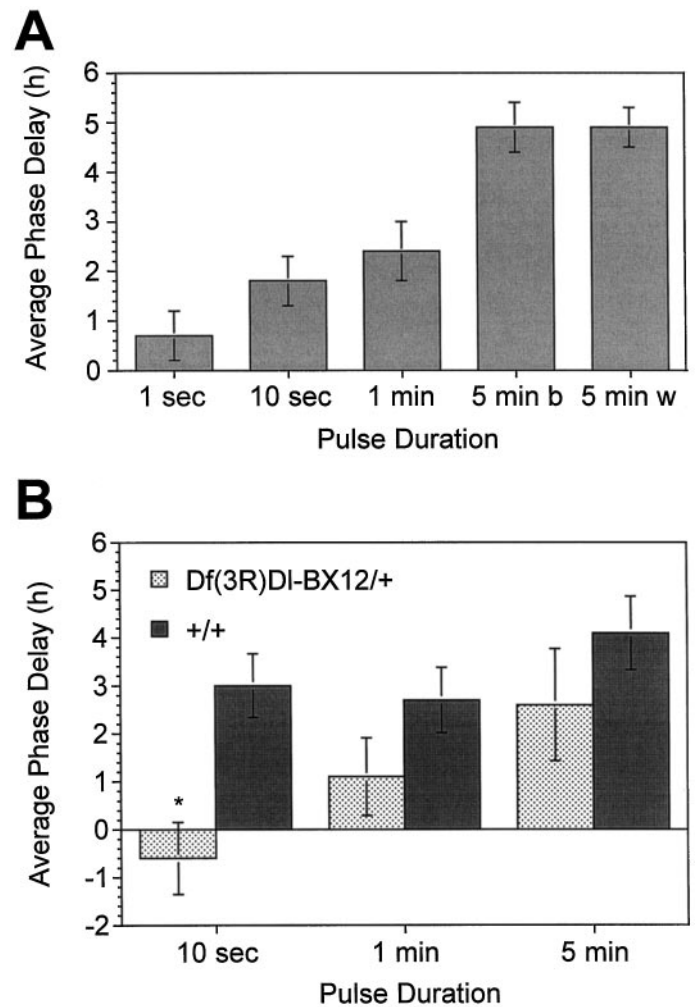 A
Average Phase Delay (h)
6
5
4
3
2
1
0
1 sec 10 sec 1 min 5 min b 5 min w
Pulse Duration
B
Average Phase Delay (h)
6
5
4
3
2
1
0
-1
-2
Df(3R)Dl-BX12/+
+/+
*
10 sec 1 min 5 min
Pulse Duration